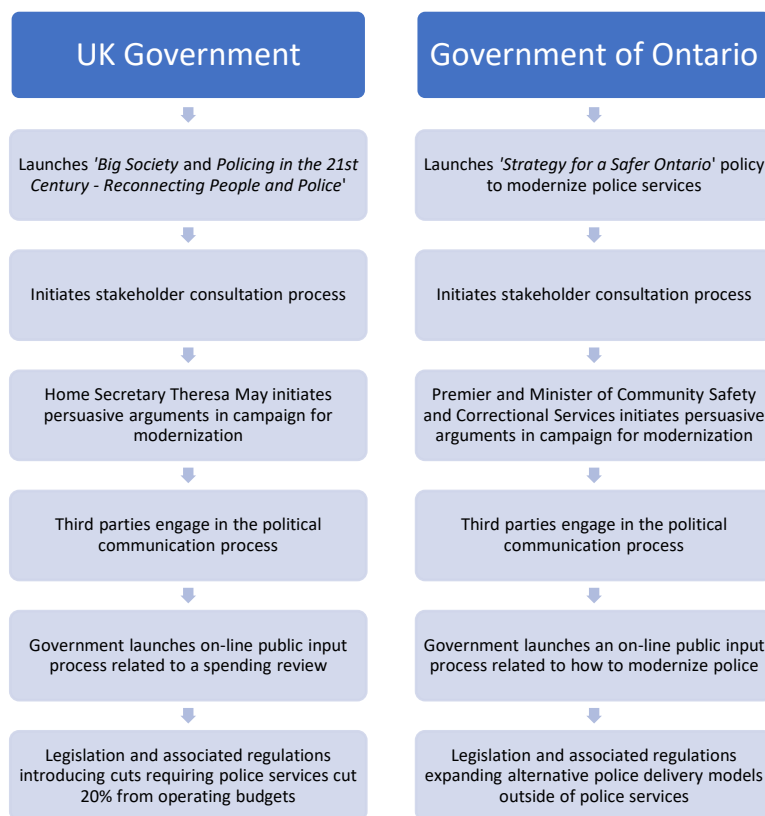 UK Government
Launches 'Big Society and Policing in the 21st
Century - Reconnecting People and Police'
Initiates stakeholder consultation process
Home Secretary Theresa May initiates
persuasive arguments in campaign for
modernization
Third parties engage in the political
communication process
Government launches on-line public input
process related to a spending review
Legislation and associated regulations
introducing cuts requiring police services cut
20% from operating budgets
Government of Ontario
Launches 'Strategy for a Safer Ontario' policy
to modernize police services
Initiates stakeholder consultation process
Premier and Minister of Community Safety
and Correctional Services initiates persuasive
arguments in campaign for modernization
Third parties engage in the political
communication process
Government launches an on-line public input
process related to how to modernize police
Legislation and associated regulations
expanding alternative police delivery models
outside of police services